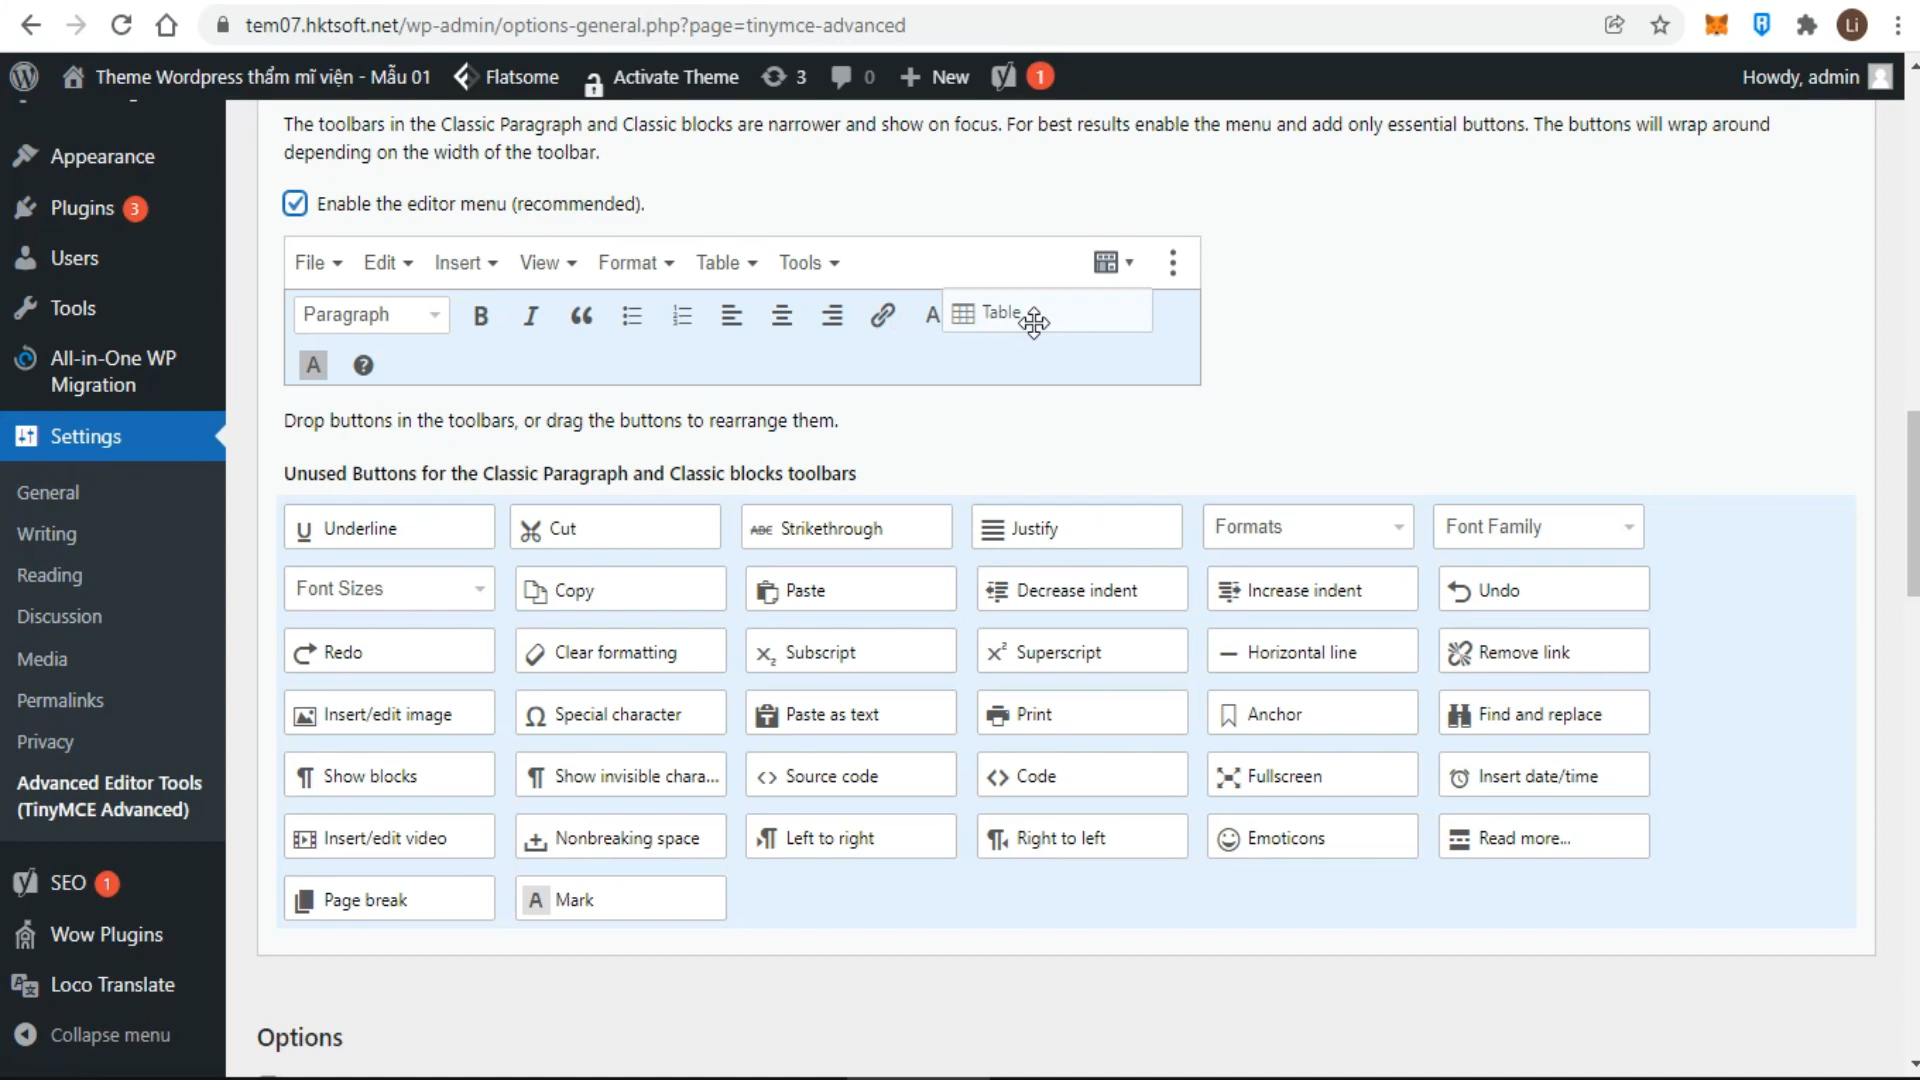 tem07.hktsoft.net/wp-admin/options-general.php?page=tinymce-advanced
Li
Theme Wordpress thẩm mĩ viện - Mẫu 01
Flatsome
Activate Theme
3
0
New
1
Howdy, admin
Appearance
Plugins 3
Users
Tools
All-in-One WP
Migration
Settings
General
Writing
Reading
Discussion
Media
Permalinks
Privacy
Advanced Editor Tools
(TinyMCE Advanced)
SEO 1
Wow Plugins
Loco Translate
Collapse menu
The toolbars in the Classic Paragraph and Classic blocks are narrower and show on focus. For best results enable the menu and add only essential buttons. The buttons will wrap around
depending on the width of the toolbar.
Enable the editor menu (recommended).
File Edit Insert View Format Table Tools
Paragraph B I A Table
A
Drop buttons in the toolbars, or drag the buttons to rearrange them.
Unused Buttons for the Classic Paragraph and Classic blocks toolbars
U Underline Cut ABC Strikethrough Justify Formats Font Family
Font Sizes Copy Paste Decrease indent Increase indent Undo
Redo Clear formatting X2 Subscript X2 Superscript Horizontal line Remove link
Insert/edit image Ω Special character Paste as text Print Anchor Find and replace
¶ Show blocks ¶ Show invisible chara... <> Source code <> Code Fullscreen Insert date/time
Insert/edit video Nonbreaking space Left to right Right to left Emoticons Read more...
Page break A Mark
Options